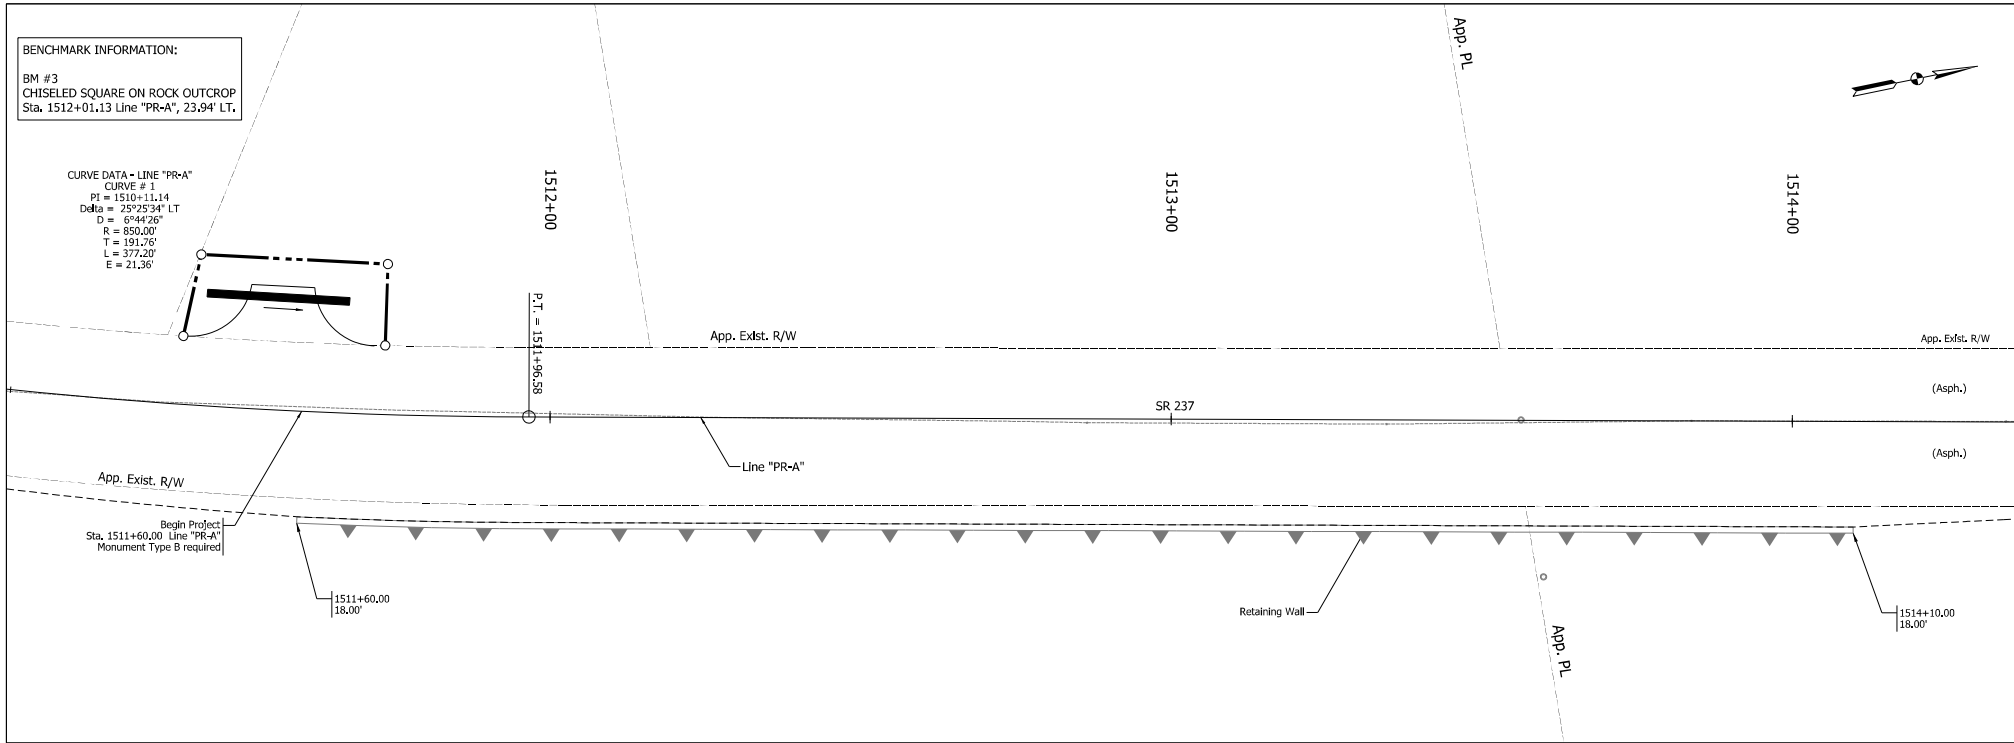 BENCHMARK INFORMATION:
BM #3
CHISELED SQUARE ON ROCK OUTCROP
Sta. 1512+01.13 Line "PR-A", 23.94' LT.
CURVE DATA - LINE "PR-A"
CURVE # 1
PI = 1510+11.14
Delta = 25°25'34" LT
D = 6°44'26"
R = 850.00'
T = 191.76'
L = 377.20'
E = 21.36'
1512+00
1513+00
1514+00
App. PL
P.T. = 1511+96.58
App. Exist. R/W
App. Exist. R/W
(Asph.)
SR 237
(Asph.)
Line "PR-A"
App. Exist. R/W
Begin Project
Sta. 1511+60.00 Line "PR-A"
Monument Type B required
1511+60.00
18.00'
Retaining Wall
1514+10.00
18.00'
App. PL